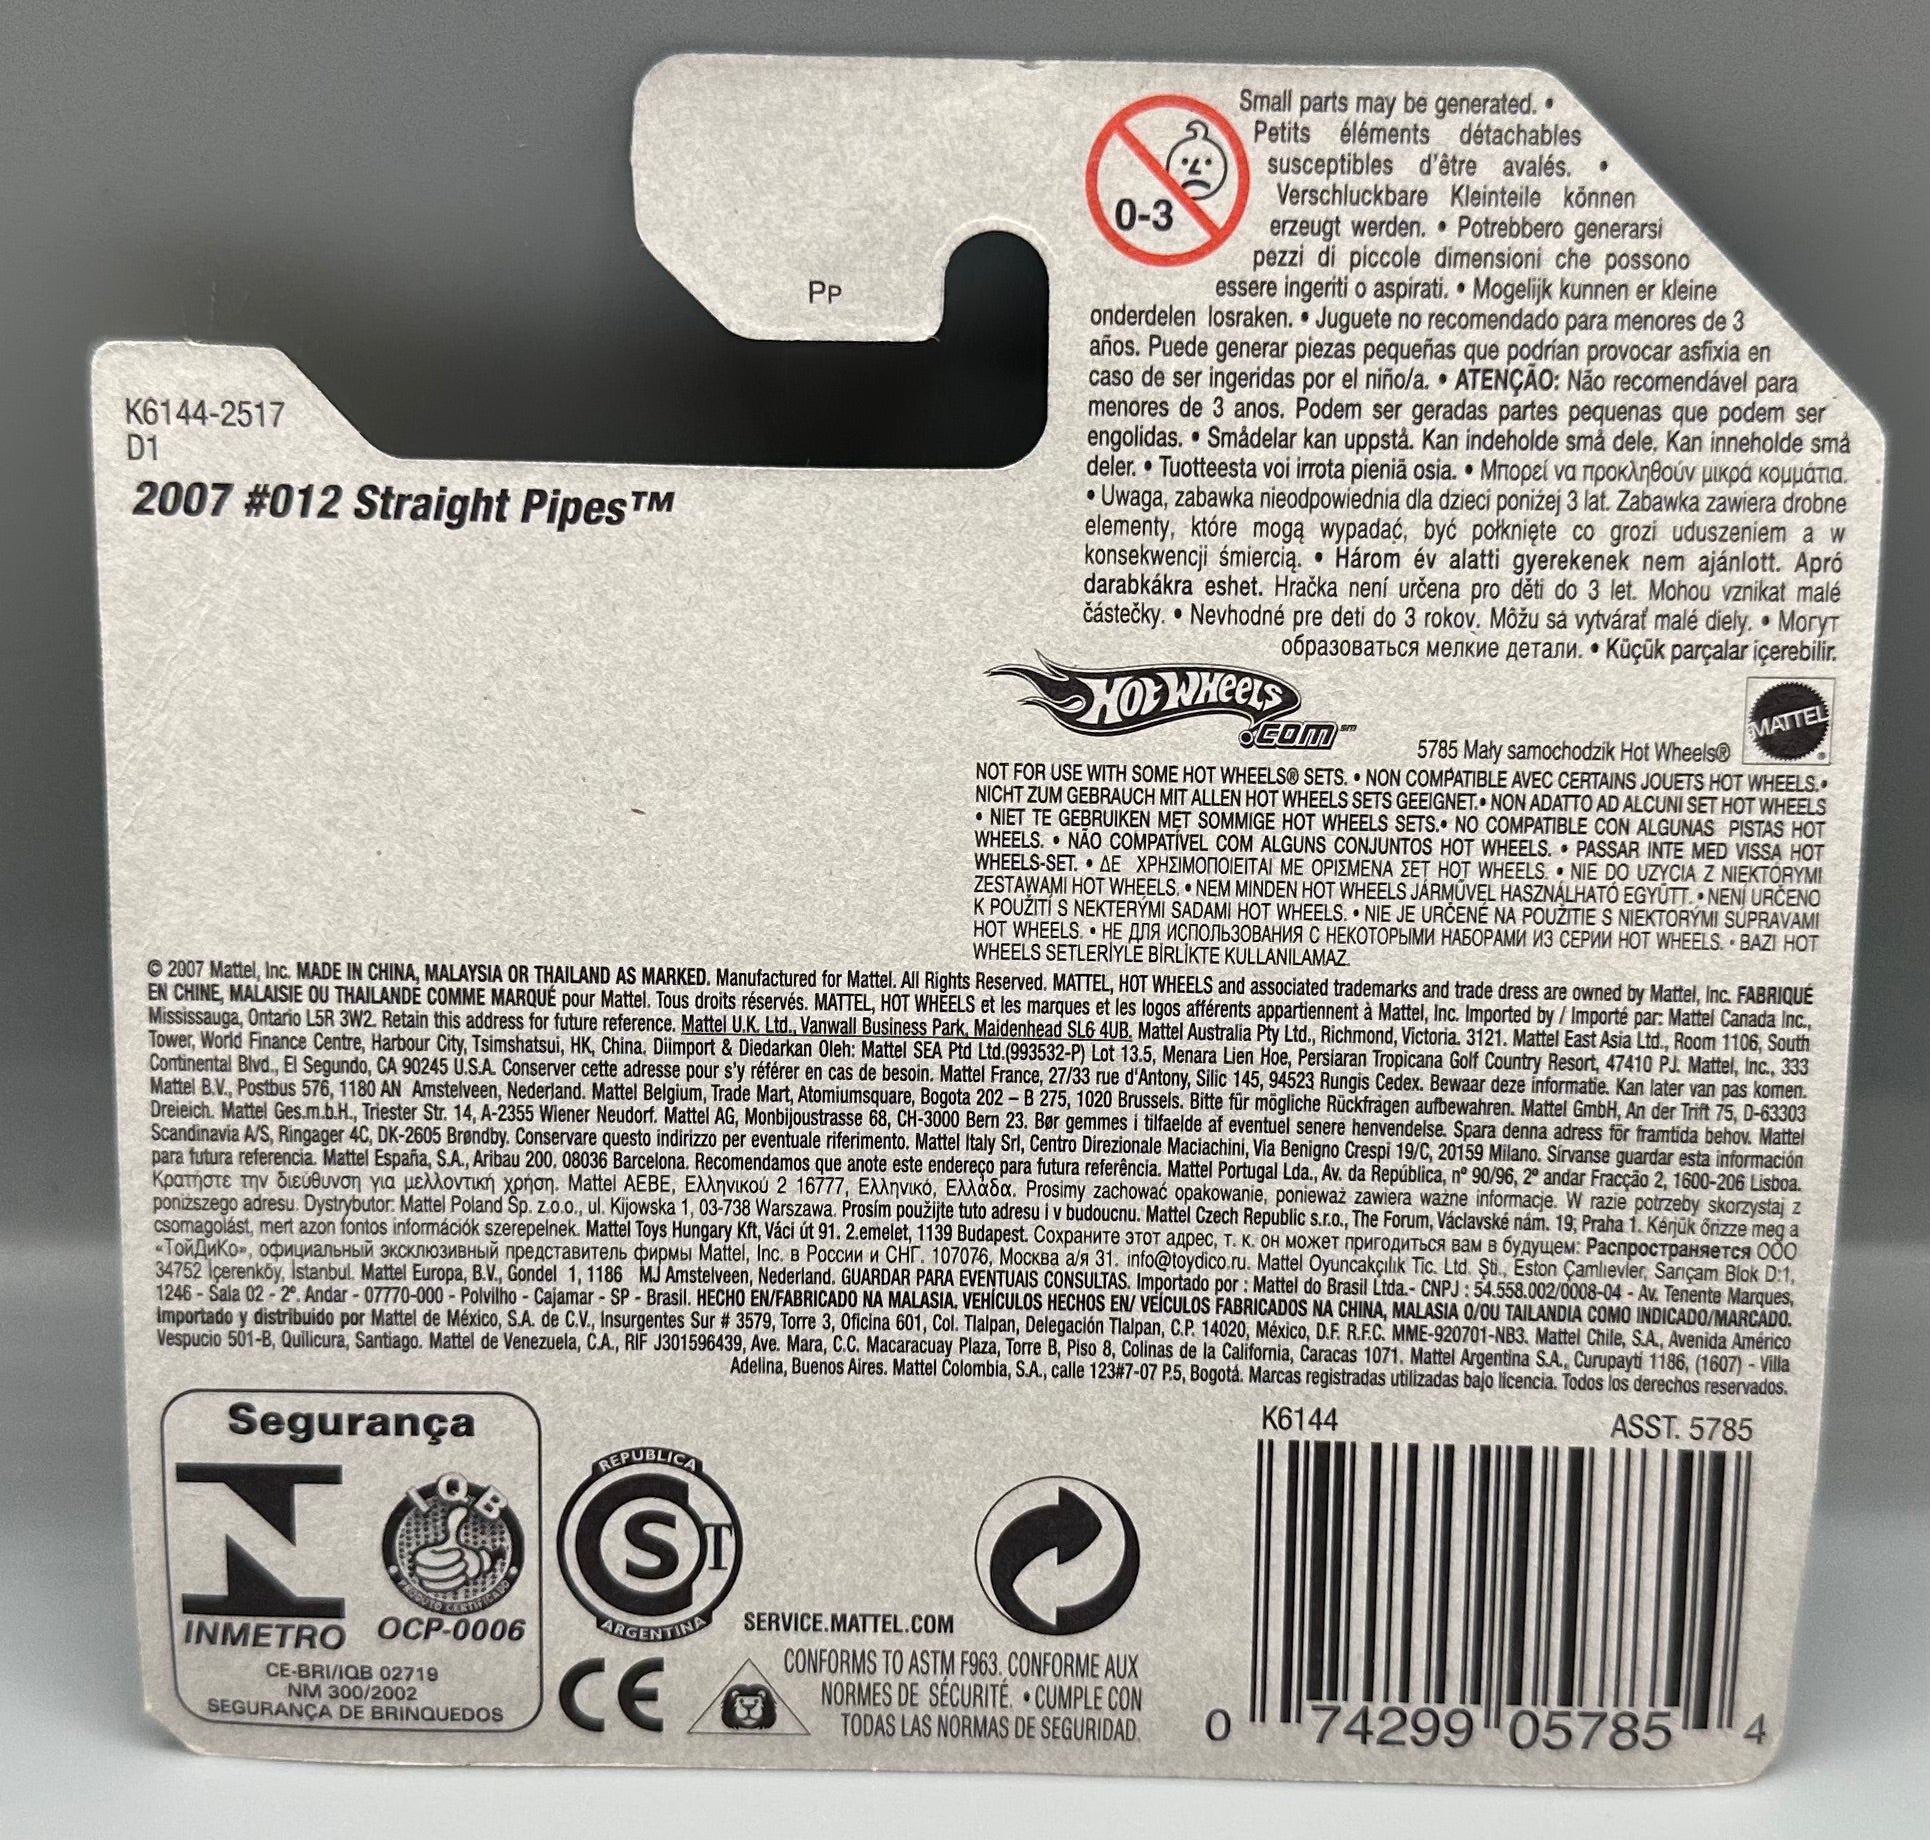 Small parts may be generated. •
Petits éléments détachables
susceptibles d'être avalés. •
Verschluckbare Kleinteile können
0-3
erzeugt werden. • Potrebbero generarsi
pezzi di piccole dimensioni che possono
essere ingeriti o aspirati. • Mogelijk kunnen er kleine
Pp
onderdelen losraken. • Juguete no recomendado para menores de 3
años. Puede generar piezas pequeñas que podrían provocar asfixia en
caso de ser ingeridas por el niño/a. • ATENÇÃO: Não recomendável para
menores de 3 anos. Podem ser geradas partes pequenas que podem ser
engolidas. • Smådelar kan uppstå. Kan indeholde små dele. Kan inneholde små
deler. • Tuotteesta voi irrota pieniä osia. • Μπορεί να προκληθούν μικρά κομμάτια.
• Uwaga, zabawka nieodpowiednia dla dzieci poniżej 3 lat. Zabawka zawiera drobne
elementy, które mogą wypadać, być połknięte co grozi uduszeniem a w
konsekwencji śmiercią. • Három év alatti gyerekenek nem ajánlott. Apró
darabkákra eshet. Hračka není určena pro děti do 3 let. Mohou vznikat malé
částečky. • Nevhodné pre deti do 3 rokov. Môžu sa vytvárať malé diely. • Могут
образоваться мелкие детали. • Küçük parçalar içerebilir.
K6144-2517
D1
2007 #012 Straight Pipes™
HOT WHEELS
.COM℠
5785 Mały samochodzik Hot Wheels®
MATTEL
®
NOT FOR USE WITH SOME HOT WHEELS® SETS. • NON COMPATIBLE AVEC CERTAINS JOUETS HOT WHEELS.•
NICHT ZUM GEBRAUCH MIT ALLEN HOT WHEELS SETS GEEIGNET.• NON ADATTO AD ALCUNI SET HOT WHEELS
• NIET TE GEBRUIKEN MET SOMMIGE HOT WHEELS SETS.• NO COMPATIBLE CON ALGUNAS PISTAS HOT
WHEELS. • NÃO COMPATÍVEL COM ALGUNS CONJUNTOS HOT WHEELS. • PASSAR INTE MED VISSA HOT
WHEELS-SET. • ΔΕ ΧΡΗΣΙΜΟΠΟΙΕΙΤΑΙ ΜΕ ΟΡΙΣΜΕΝΑ ΣΕΤ HOT WHEELS. • NIE DO UZYCIA Z NIEKTÓRYMI
ZESTAWAMI HOT WHEELS. • NEM MINDEN HOT WHEELS JÁRMŰVEL HASZNÁLHATÓ EGYÜTT. • NENÍ URČENO
K POUŽITÍ S NEKTERÝMI SADAMI HOT WHEELS. • NIE JE URČENÉ NA POUŽITIE S NIEKTORÝMI SÚPRAVAMI
HOT WHEELS. • НЕ ДЛЯ ИСПОЛЬЗОВАНИЯ С НЕКОТОРЫМИ НАБОРАМИ ИЗ СЕРИИ HOT WHEELS. • BAZI HOT
WHEELS SETLERİYLE BİRLİKTE KULLANILAMAZ.
© 2007 Mattel, Inc. MADE IN CHINA, MALAYSIA OR THAILAND AS MARKED. Manufactured for Mattel. All Rights Reserved. MATTEL, HOT WHEELS and associated trademarks and trade dress are owned by Mattel, Inc. FABRIQUÉ
EN CHINE, MALAISIE OU THAILANDE COMME MARQUÉ pour Mattel. Tous droits réservés. MATTEL, HOT WHEELS et les marques et les logos afférents appartiennent à Mattel, Inc. Imported by / Importé par: Mattel Canada Inc.,
Mississauga, Ontario L5R 3W2. Retain this address for future reference. Mattel U.K. Ltd., Vanwall Business Park, Maidenhead SL6 4UB. Mattel Australia Pty Ltd., Richmond, Victoria. 3121. Mattel East Asia Ltd., Room 1106, South
Tower, World Finance Centre, Harbour City, Tsimshatsui, HK, China. Diimport & Diedarkan Oleh: Mattel SEA Ptd Ltd.(993532-P) Lot 13.5, Menara Lien Hoe, Persiaran Tropicana Golf Country Resort, 47410 PJ. Mattel, Inc., 333
Continental Blvd., El Segundo, CA 90245 U.S.A. Conserver cette adresse pour s'y référer en cas de besoin. Mattel France, 27/33 rue d'Antony, Silic 145, 94523 Rungis Cedex. Bewaar deze informatie. Kan later van pas komen.
Mattel B.V., Postbus 576, 1180 AN Amstelveen, Nederland. Mattel Belgium, Trade Mart, Atomiumsquare, Bogota 202 – B 275, 1020 Brussels. Bitte für mögliche Rückfragen aufbewahren. Mattel GmbH, An der Trift 75, D-63303
Dreieich. Mattel Ges.m.b.H., Triester Str. 14, A-2355 Wiener Neudorf. Mattel AG, Monbijoustrasse 68, CH-3000 Bern 23. Bør gemmes i tilfaelde af eventuel senere henvendelse. Spara denna adress för framtida behov. Mattel
Scandinavia A/S, Ringager 4C, DK-2605 Brøndby. Conservare questo indirizzo per eventuale riferimento. Mattel Italy Srl, Centro Direzionale Maciachini, Via Benigno Crespi 19/C, 20159 Milano. Sírvanse guardar esta información
para futura referencia. Mattel España, S.A., Aribau 200. 08036 Barcelona. Recomendamos que anote este endereço para futura referência. Mattel Portugal Lda., Av. da República, nº 90/96, 2º andar Fracção 2, 1600-206 Lisboa.
Κρατήστε την διεύθυνση για μελλοντική χρήση. Mattel AEBE, Ελληνικού 2 16777, Ελληνικό, Ελλάδα. Prosimy zachować opakowanie, ponieważ zawiera ważne informacje. W razie potrzeby skorzystaj z
poniższego adresu. Dystrybutor: Mattel Poland Sp. z.o.o., ul. Kijowska 1, 03-738 Warszawa. Prosím použijte tuto adresu i v budoucnu. Mattel Czech Republic s.r.o., The Forum, Václavské nám. 19, Praha 1. Kérjük őrizze meg a
csomagolást, mert azon fontos információk szerepelnek. Mattel Toys Hungary Kft, Váci út 91. 2.emelet, 1139 Budapest. Сохраните этот адрес, т. к. он может пригодиться вам в будущем: Распространяется ООО
«ТойДиКо», официальный эксклюзивный представитель фирмы Mattel, Inc. в России и СНГ. 107076, Москва а/я 31. info@toydico.ru. Mattel Oyuncakçılık Tic. Ltd. Şti., Eston Çamlıevler, Sarıçam Blok D:1,
34752 İçerenköy, İstanbul. Mattel Europa, B.V., Gondel 1, 1186 MJ Amstelveen, Nederland. GUARDAR PARA EVENTUAIS CONSULTAS. Importado por : Mattel do Brasil Ltda.- CNPJ : 54.558.002/0008-04 - Av. Tenente Marques,
1246 - Sala 02 - 2º. Andar - 07770-000 - Polvilho - Cajamar - SP - Brasil. HECHO EN/FABRICADO NA MALASIA. VEHÍCULOS HECHOS EN/ VEÍCULOS FABRICADOS NA CHINA, MALASIA O/OU TAILANDIA COMO INDICADO/MARCADO.
Importado y distribuido por Mattel de México, S.A. de C.V., Insurgentes Sur # 3579, Torre 3, Oficina 601, Col. Tlalpan, Delegación Tlalpan, C.P. 14020, México, D.F. R.F.C. MME-920701-NB3. Mattel Chile, S.A., Avenida Américo
Vespucio 501-B, Quilicura, Santiago. Mattel de Venezuela, C.A., RIF J301596439, Ave. Mara, C.C. Macaracuay Plaza, Torre B, Piso 8, Colinas de la California, Caracas 1071. Mattel Argentina S.A., Curupaytí 1186, (1607) - Villa
Adelina, Buenos Aires. Mattel Colombia, S.A., calle 123#7-07 P.5, Bogotá. Marcas registradas utilizadas bajo licencia. Todos los derechos reservados.
Segurança
IQB
PRODUTO CERTIFICADO
INMETRO
OCP-0006
CE-BRI/IQB 02719
NM 300/2002
SEGURANÇA DE BRINQUEDOS
REPUBLICA
S T
ARGENTINA
CE
SERVICE.MATTEL.COM
CONFORMS TO ASTM F963. CONFORME AUX
NORMES DE SÉCURITÉ. • CUMPLE CON
TODAS LAS NORMAS DE SEGURIDAD.
K6144
ASST. 5785
0 74299 05785 4